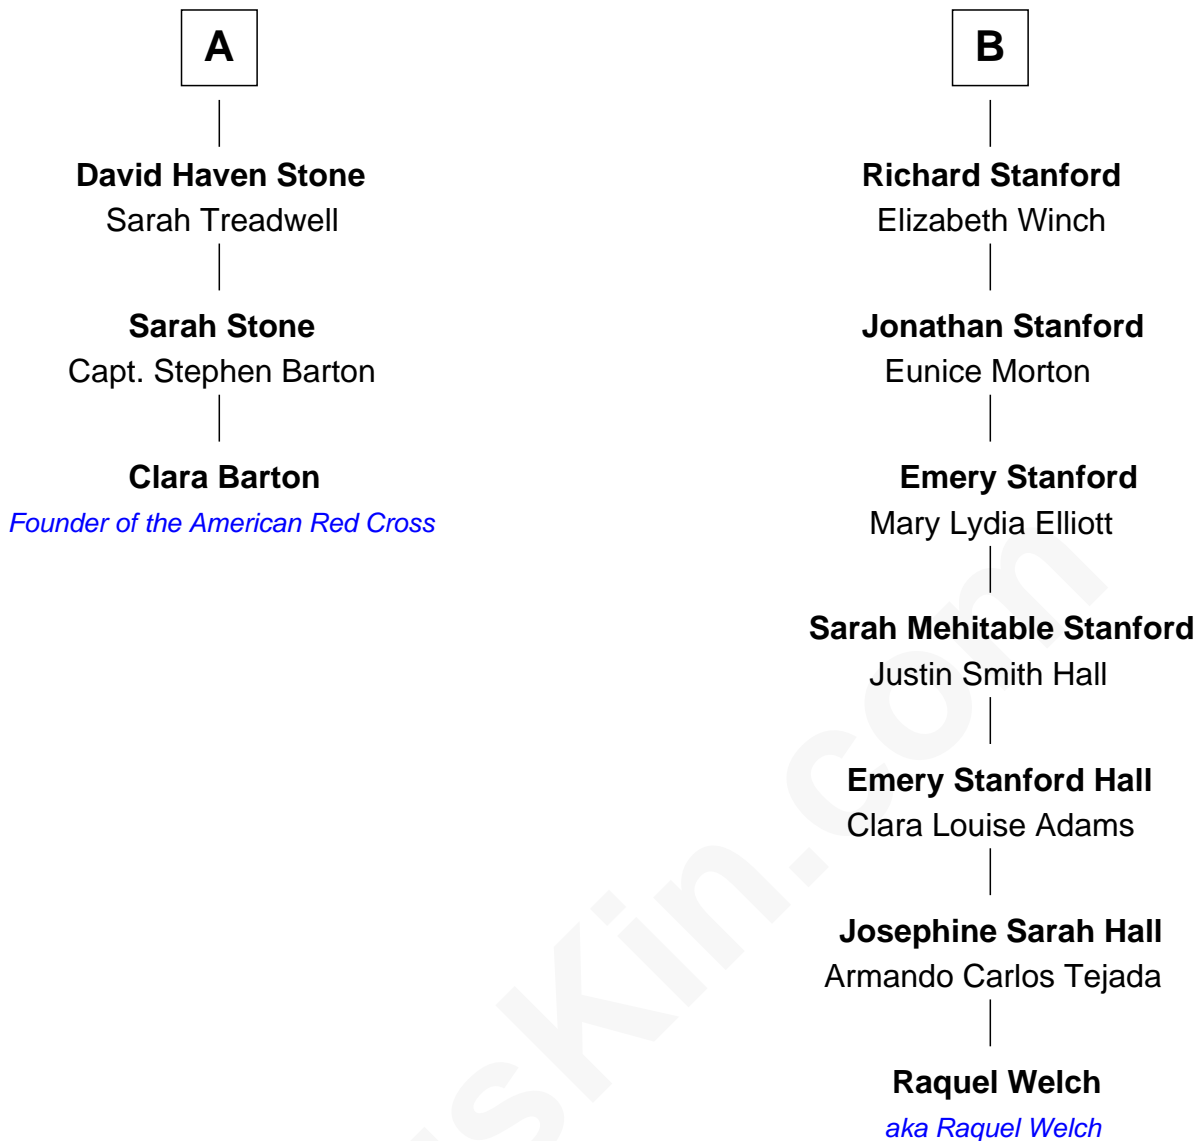 A
David Haven Stone
Sarah Treadwell
Sarah Stone
Capt. Stephen Barton
Clara Barton
Founder of the American Red Cross
B
Richard Stanford
Elizabeth Winch
Jonathan Stanford
Eunice Morton
Emery Stanford
Mary Lydia Elliott
Sarah Mehitable Stanford
Justin Smith Hall
Emery Stanford Hall
Clara Louise Adams
Josephine Sarah Hall
Armando Carlos Tejada
Raquel Welch
aka Raquel Welch